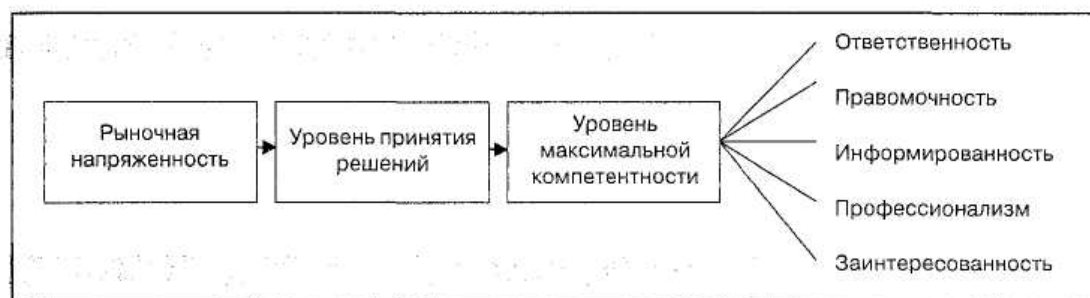 Рыночная
напряженность
Уровень принятия
решений
Уровень
максимальной
компетентности
Ответственность
Правомочность
Информированность
Профессионализм
Заинтересованность